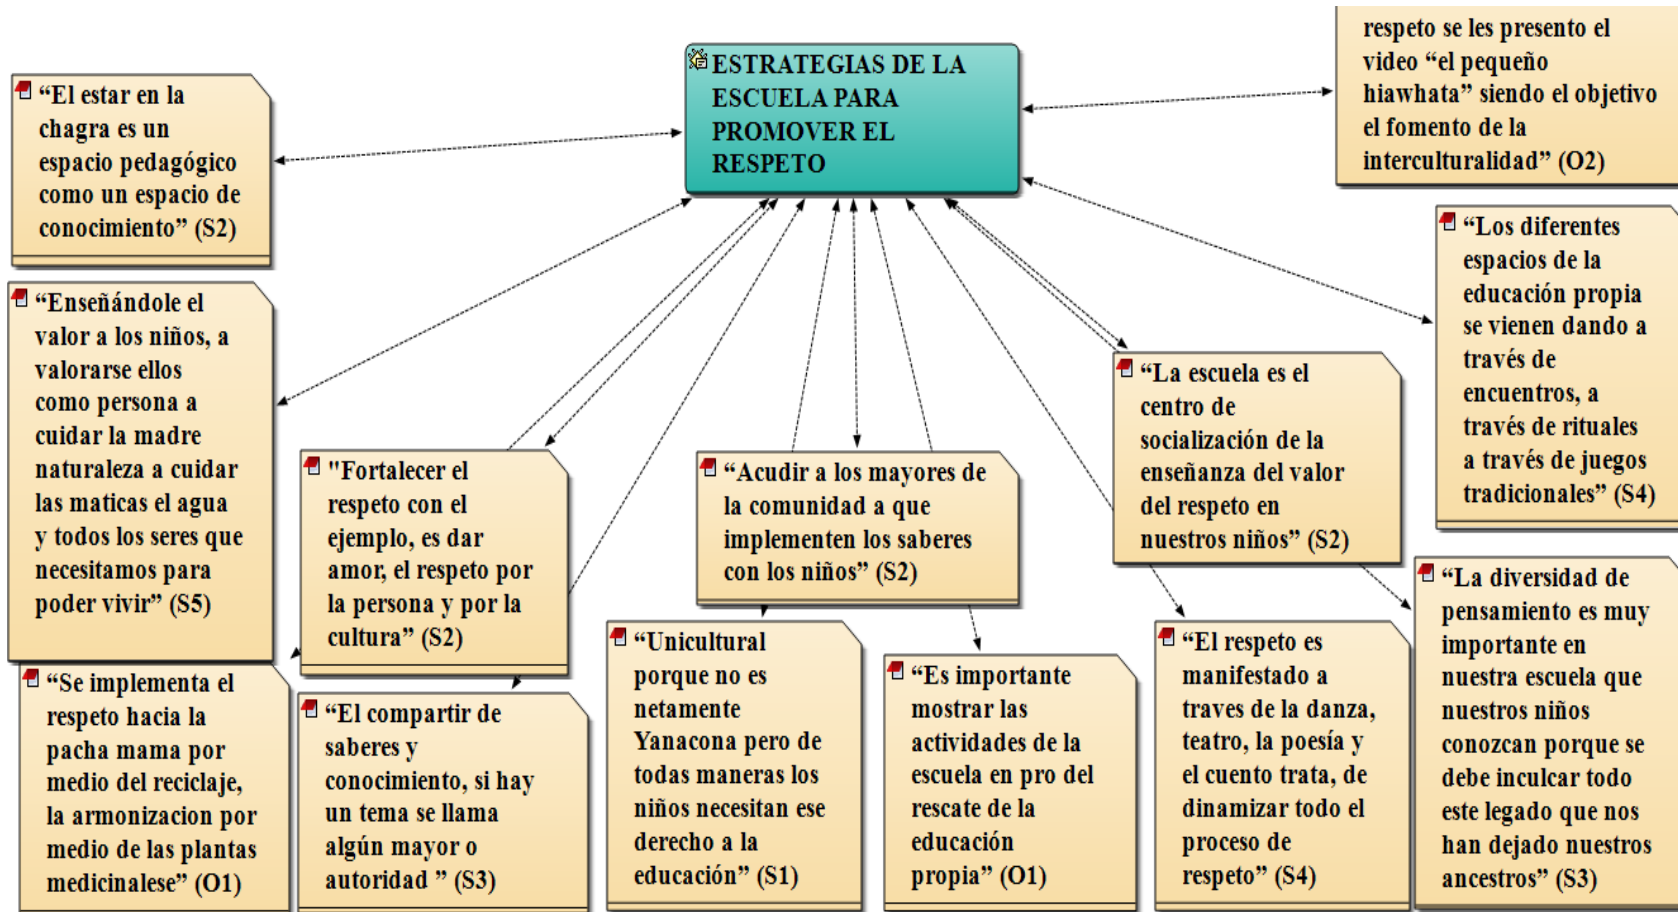 ESTRATEGIAS DE LA
ESCUELA PARA
PROMOVER EL
RESPETO
respeto se les presento el
video “el pequeño
hiawhata” siendo el objetivo
el fomento de la
interculturalidad” (O2)
“El estar en la
chagra es un
espacio pedagógico
como un espacio de
conocimiento” (S2)
“Los diferentes
espacios de la
educación propia
se vienen dando a
través de
encuentros, a
través de rituales
a través de juegos
tradicionales” (S4)
“Enseñándole el
valor a los niños, a
valorarse ellos
como persona a
cuidar la madre
naturaleza a cuidar
las maticas el agua
y todos los seres que
necesitamos para
poder vivir” (S5)
"Fortalecer el
respeto con el
ejemplo, es dar
amor, el respeto por
la persona y por la
cultura” (S2)
“Acudir a los mayores de
la comunidad a que
implementen los saberes
con los niños” (S2)
“La escuela es el
centro de
socialización de la
enseñanza del valor
del respeto en
nuestros niños” (S2)
“Se implementa el
respeto hacia la
pacha mama por
medio del reciclaje,
la armonizacion por
medio de las plantas
medicinalese” (O1)
“El compartir de
saberes y
conocimiento, si hay
un tema se llama
algún mayor o
autoridad ” (S3)
“Unicultural
porque no es
netamente
Yanacona pero de
todas maneras los
niños necesitan ese
derecho a la
educación” (S1)
“Es importante
mostrar las
actividades de la
escuela en pro del
rescate de la
educación
propia” (O1)
“El respeto es
manifestado a
traves de la danza,
teatro, la poesía y
el cuento trata, de
dinamizar todo el
proceso de
respeto” (S4)
“La diversidad de
pensamiento es muy
importante en
nuestra escuela que
nuestros niños
conozcan porque se
debe inculcar todo
este legado que nos
han dejado nuestros
ancestros” (S3)